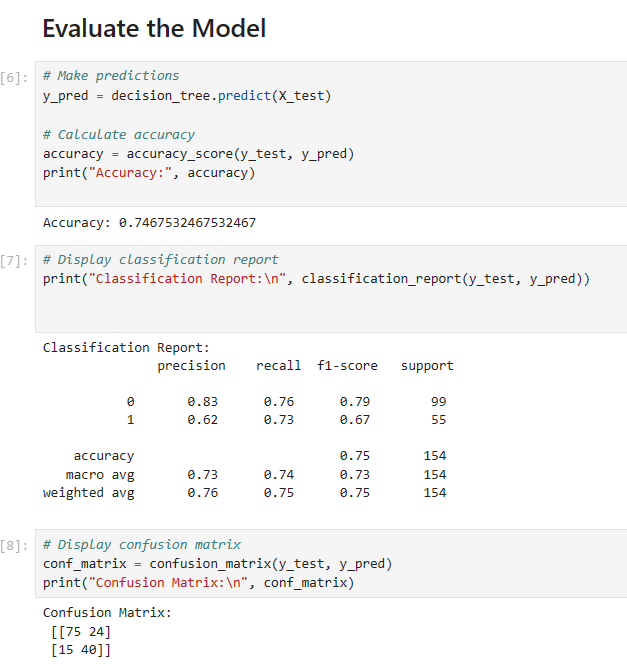 Evaluate the Model
[6]:
# Make predictions
y_pred = decision_tree.predict(X_test)
# Calculate accuracy
accuracy = accuracy_score(y_test, y_pred)
print("Accuracy:", accuracy)
Accuracy: 0.7467532467532467
[7]:
# Display classification report
print("Classification Report:\n", classification_report(y_test, y_pred))
Classification Report:
precision recall f1-score support
0 0.83 0.76 0.79 99
1 0.62 0.73 0.67 55
accuracy 0.75 154
macro avg 0.73 0.74 0.73 154
weighted avg 0.76 0.75 0.75 154
[8]:
# Display confusion matrix
conf_matrix = confusion_matrix(y_test, y_pred)
print("Confusion Matrix:\n", conf_matrix)
Confusion Matrix:
[[75 24]
[15 40]]